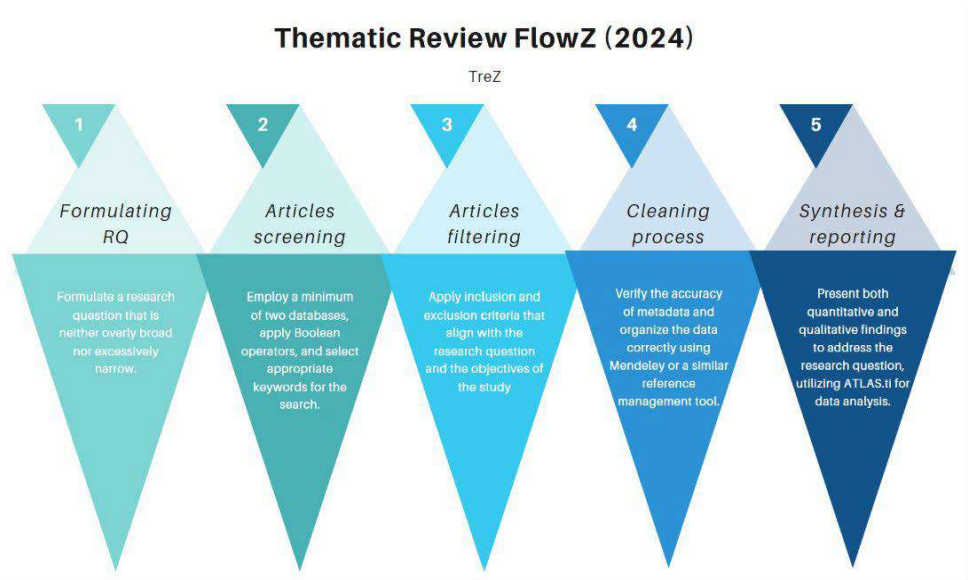 Thematic Review FlowZ (2024)
TreZ
1
Formulating
RQ
Formulate a research
question that is
neither overly broad
nor excessively
narrow.
2
Articles
screening
Employ a minimum
of two databases,
apply Boolean
operators, and select
appropriate
keywords for the
search.
3
Articles
filtering
Apply inclusion and
exclusion criteria that
align with the
research question
and the objectives of
the study
4
Cleaning
process
Verify the accuracy
of metadata and
organize the data
correctly using
Mendeley or a similar
reference
management tool.
5
Synthesis &
reporting
Present both
quantitative and
qualitative findings
to address the
research question,
utilizing ATLAS.ti for
data analysis.